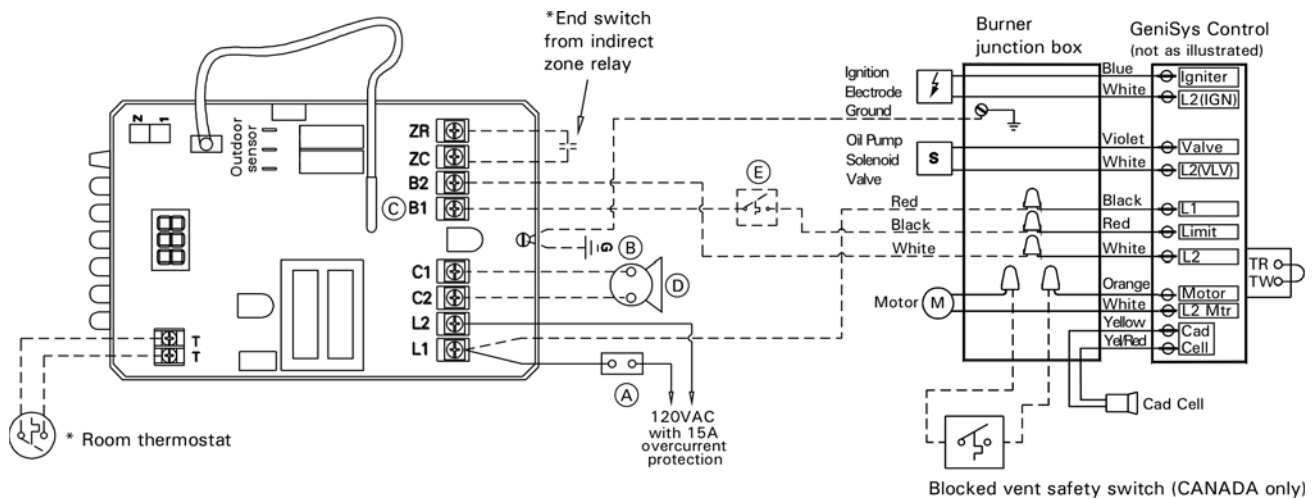 *End switch
from indirect
zone relay
Burner
junction box
GeniSys Control
(not as illustrated)
Ignition
Electrode
Ground
Blue
White
Igniter
L2(IGN)
Oil Pump
Solenoid
Valve
S
Violet
White
Valve
L2(VLV)
2 1
Outdoor
sensor
ZR
ZC
B2
C B1
E
Red
Black
White
Black
Red
White
L1
Limit
L2
TR
TW
G
B
C1
C2
D
L2
L1
A
Motor M
Orange
White
Motor
L2 Mtr
Yellow
Yel/Red
Cad
Cell
T
T
* Room thermostat
120VAC
with 15A
overcurrent
protection
Cad Cell
Blocked vent safety switch (CANADA only)